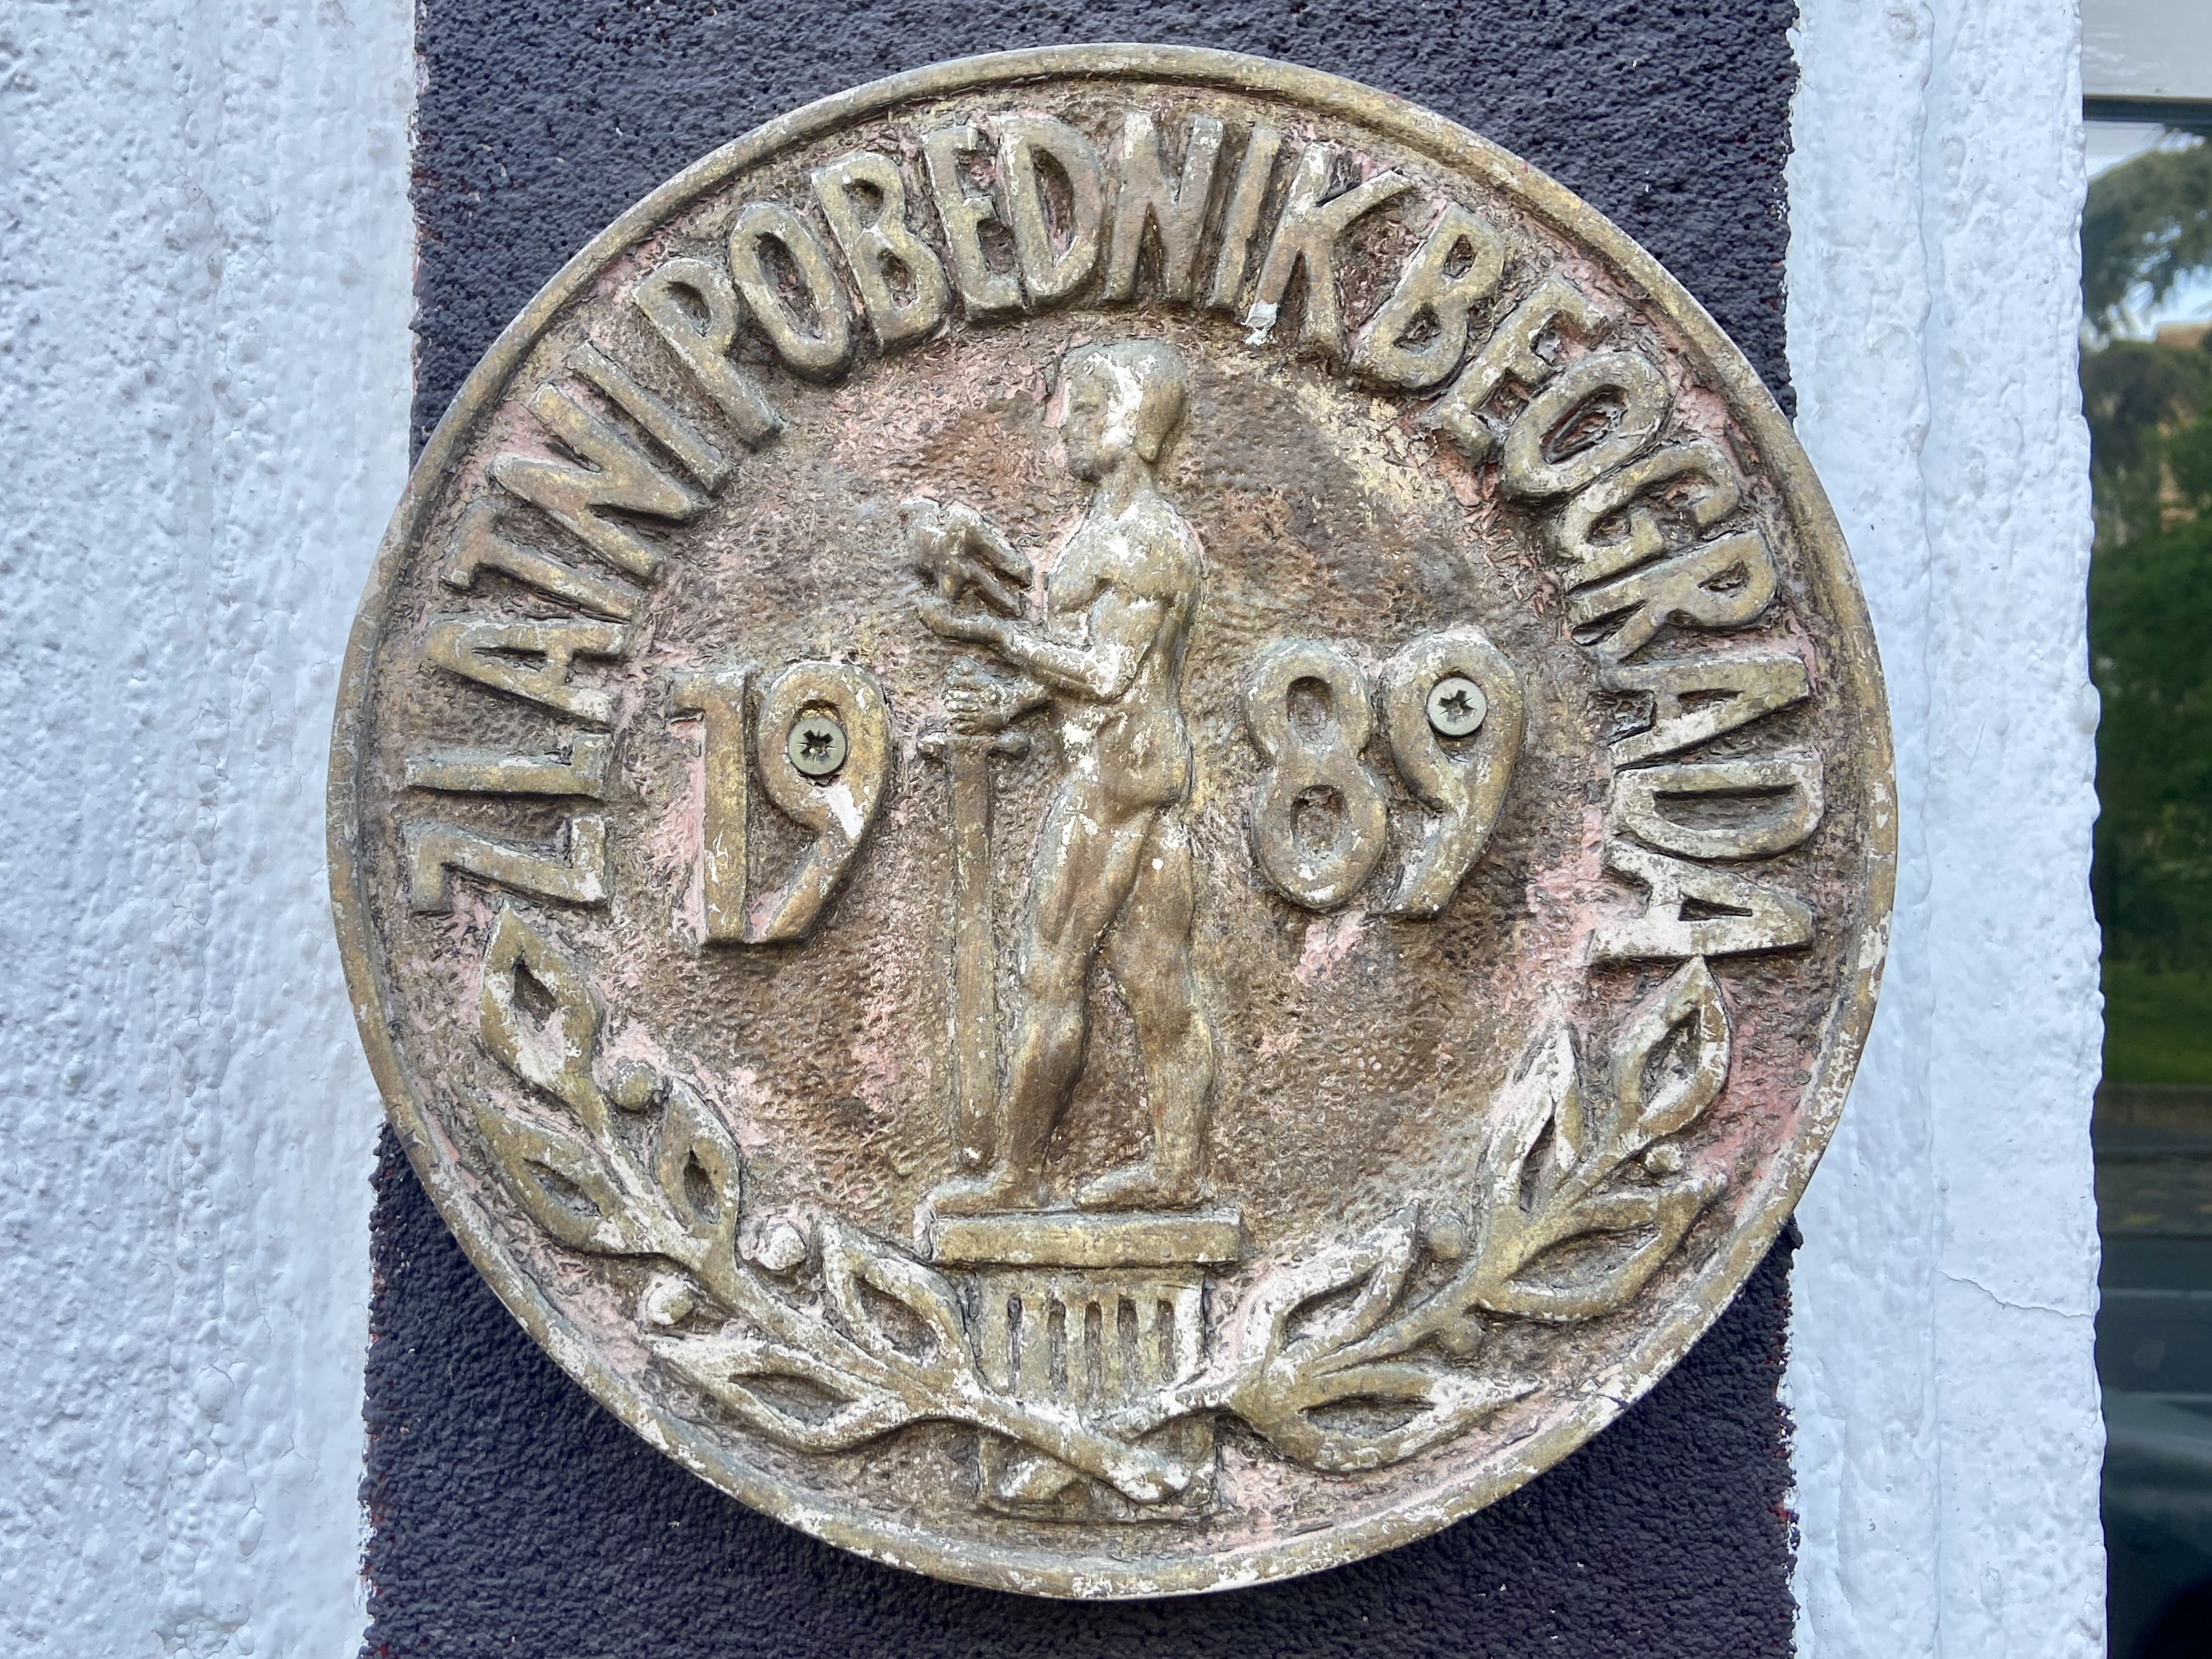 ZLATNI POBEDNIK BEOGRADA
1989